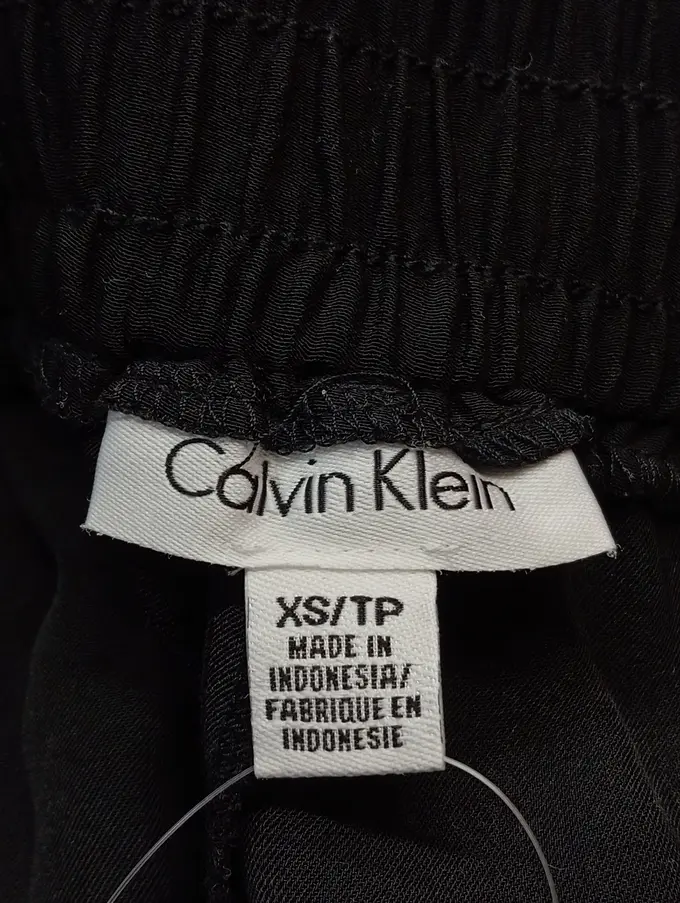 Calvin Klein
XS/TP
MADE IN
INDONESIA/
FABRIQUE EN
INDONESIE